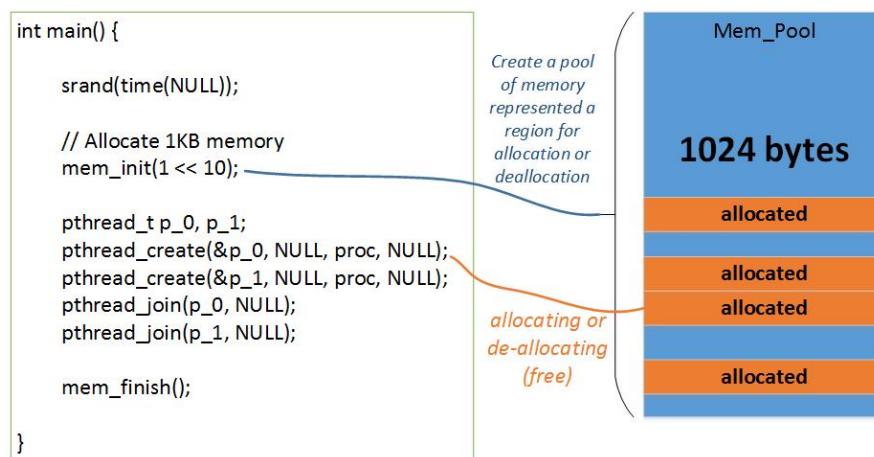 int main() {
srand(time(NULL));
// Allocate 1KB memory
mem_init(1 << 10);
pthread_t p_0, p_1;
pthread_create(&p_0, NULL, proc, NULL);
pthread_create(&p_1, NULL, proc, NULL);
pthread_join(p_0, NULL);
pthread_join(p_1, NULL);
mem_finish();
}
Create a pool
of memory
represented a
region for
allocation or
deallocation
allocating or
de-allocating
(free)
Mem_Pool
1024 bytes
allocated
allocated
allocated
allocated